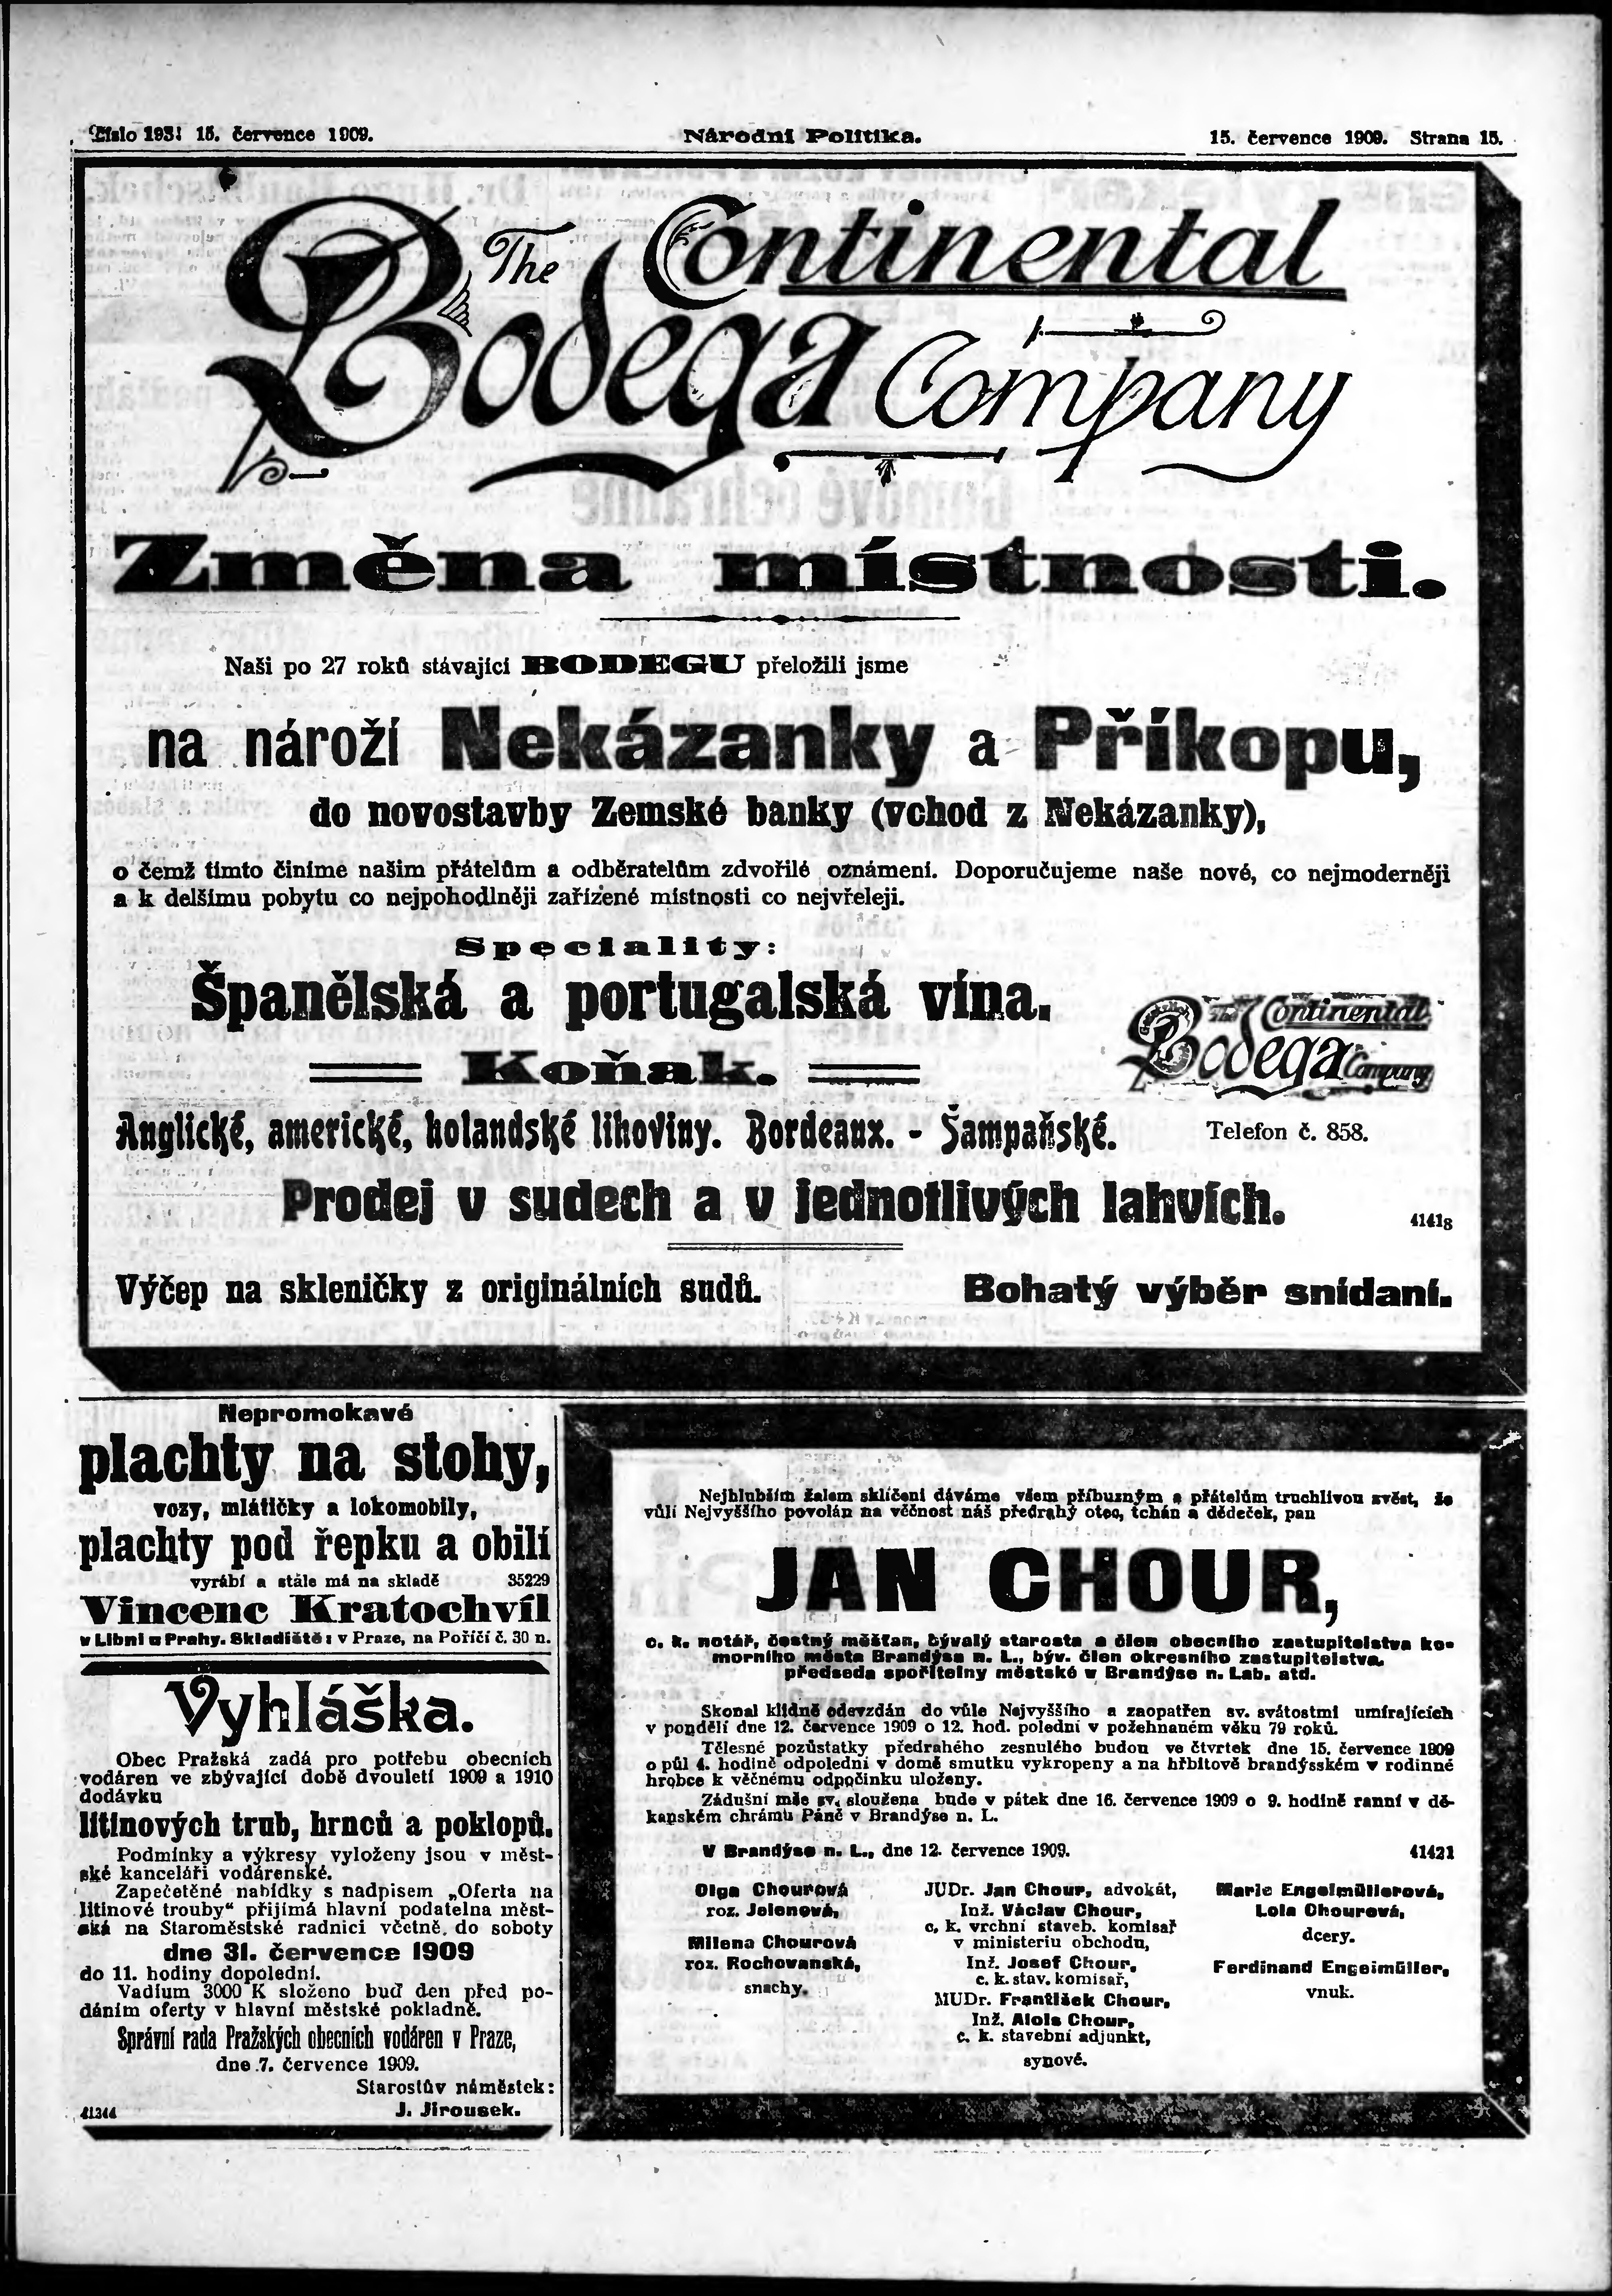 Číslo 193. 15. července 1909.
Národní Politika.
15. července 1909. Strana 15.
The Continental
Bodega Company
Změna místnosti.
Naši po 27 roků stávající BODEGU přeložili jsme
na nároží Nekázanky a Příkopu,
do novostavby Zemské banky (vchod z Nekázanky),
o čemž tímto činíme našim přátelům a odběratelům zdvořilé oznámení. Doporučujeme naše nové, co nejmoderněji
a k delšímu pobytu co nejpohodlněji zařízené místnosti co nejvřeleji.
Speciality:
Španělská a portugalská vína.
Koňak.
The Continental
Bodega Company
Anglické, americké, holandské lihoviny. Bordeaux. - Šampaňské.
Telefon č. 858.
Prodej v sudech a v jednotlivých lahvích.
41418
Výčep na skleničky z originálních sudů.
Bohatý výběr snídaní.
Nepromokavé
plachty na stohy,
vozy, mlátičky a lokomobily,
plachty pod řepku a obilí
vyrábí a stále má na skladě 35229
Vincenc Kratochvíl
v Libni u Prahy. Skladiště: v Praze, na Poříčí č. 30 n.
Vyhláška.
Obec Pražská zadá pro potřebu obecních
vodáren ve zbývající době dvouletí 1909 a 1910
dodávku
litinových trub, hrnců a poklopů.
Podmínky a výkresy vyloženy jsou v měst-
ské kanceláři vodárenské.
Zapečetěné nabídky s nadpisem „Oferta na
litinové trouby“ přijímá hlavní podatelna měst-
ská na Staroměstské radnici včetně do soboty
dne 31. července 1909
do 11. hodiny dopolední.
Vadium 3000 K složeno buď den před po-
dáním oferty v hlavní městské pokladně.
Správní rada Pražských obecních vodáren v Praze,
dne 7. července 1909.
Starostův náměstek:
41344 J. Jirousek.
Nejhlubším žalem sklíčeni dáváme všem příbuzným a přátelům truchlivou zvěst, že
vůlí Nejvyššího povolán na věčnost náš předrahý otec, tchán a dědeček, pan
JAN CHOUR,
c. k. notář, čestný měšťan, bývalý starosta a člen obecního zastupitelstva ko-
morního města Brandýsa n. L., býv. člen okresního zastupitelstva,
předseda spořitelny městské v Brandýse n. Lab. atd.
Skonal klidně odevzdán do vůle Nejvyššího a zaopatřen sv. svátostmi umírajících
v pondělí dne 12. července 1909 o 12. hod. polední v požehnaném věku 79 roků.
Tělesné pozůstatky předrahého zesnulého budou ve čtvrtek dne 15. července 1909
o půl 4. hodině odpolední v domě smutku vykropeny a na hřbitově brandýsském v rodinné
hrobce k věčnému odpočinku uloženy.
Zádušní mše sv. sloužena bude v pátek dne 16. července 1909 o 9. hodině ranní v dě-
kanském chrámu Páně v Brandýse n. L.
V Brandýse n. L., dne 12. července 1909.
41421
Olga Chourová
roz. Jelenová,
Milena Chourová
roz. Rochovanská,
snachy.
JUDr. Jan Chour, advokát,
Inž. Václav Chour,
c. k. vrchní staveb. komisař
v ministeriu obchodu,
Inž. Josef Chour,
c. k. stav. komisař,
MUDr. František Chour,
Inž. Alois Chour,
c. k. stavební adjunkt,
synové.
Marie Engelmüllerová,
Lola Chourová,
dcery.
Ferdinand Engelmüller,
vnuk.